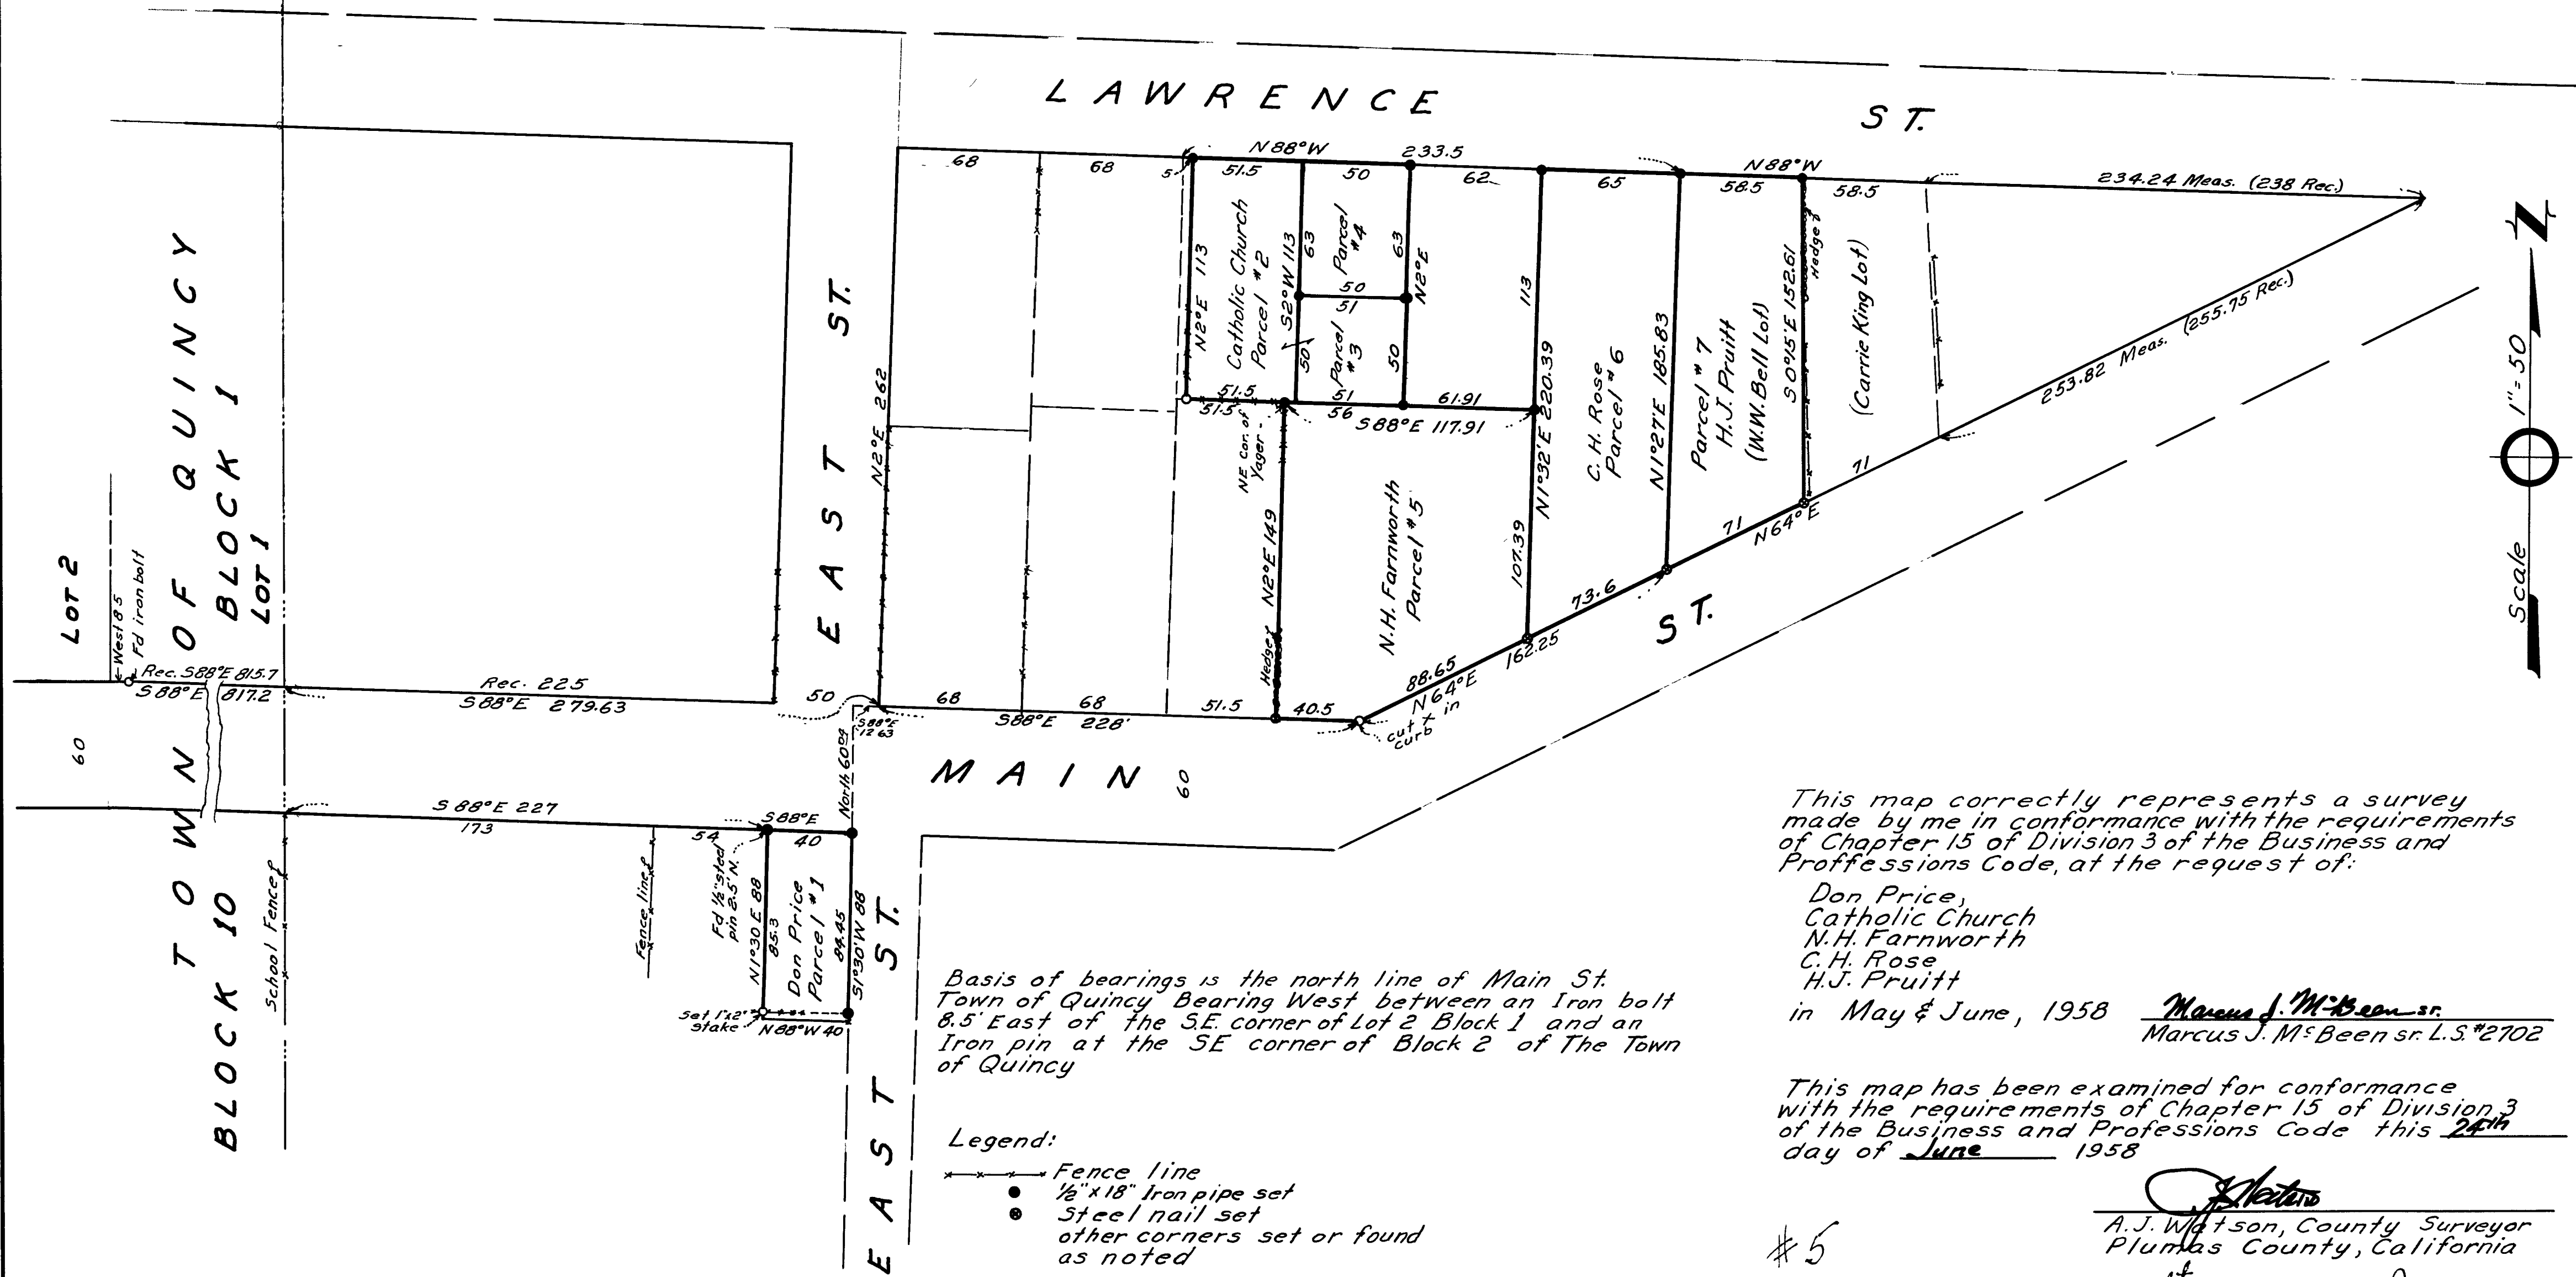 LAWRENCE ST.
68
68
5
N88°W
51.5
50
233.5
62
65
N88°W
58.5
58.5
234.24 Meas. (238 Rec.)
N2°E 113
Catholic Church
Parcel #2
S2°W 113
63
Parcel
#4
63
N2°E
50
51
50
Parcel
#3
50
51.5
51.5
51
56
61.91
S88°E 117.91
NE cor. of
Yager
113
N1°32'E 220.39
107.39
C.H. Rose
Parcel #6
N1°27'E 185.83
Parcel #7
H.J. Pruitt
(W.W. Bell Lot)
S0°15'E 152.61
Hedge
(Carrie King Lot)
253.82 Meas. (255.75 Rec.)
71
71
N64°E
73.6
162.25
88.65
N64°E
ST.
cut + in
curb
N.H. Farnworth
Parcel #5
Hedge
N2°E 149
N2°E 262
EAST ST.
TOWN OF QUINCY
BLOCK 1
LOT 1
LOT 2
West 8.5
Fd iron bolt
Rec. S88°E 815.7
S88°E 817.2
Rec. 225
S88°E 279.63
50
S88°E
12.63
68
68
S88°E 228'
51.5
40.5
60
North 60.04
MAIN
60
S88°E 227
173
54
S88°E
40
BLOCK 10
School Fence
Fence line
Fd ½" steel
pin 2.5' N.
N1°30 E 88
85.3
Don Price
Parcel #1
84.45
S1°30'W 88
Set 1"x2"
stake
N88°W 40
EAST ST.
N
Scale 1"=50
Basis of bearings is the north line of Main St.
Town of Quincy Bearing West between an Iron bolt
8.5' East of the S.E. corner of Lot 2 Block 1 and an
Iron pin at the SE corner of Block 2 of The Town
of Quincy
Legend:
Fence line
½"x18" Iron pipe set
Steel nail set
other corners set or found
as noted
This map correctly represents a survey
made by me in conformance with the requirements
of Chapter 15 of Division 3 of the Business and
Proffessions Code, at the request of:
Don Price,
Catholic Church
N.H. Farnworth
C.H. Rose
H.J. Pruitt
in May & June, 1958 Marcus J. McBeen sr.
Marcus J. McBeen sr. L.S. #2702
This map has been examined for conformance
with the requirements of Chapter 15 of Division 3
of the Business and Professions Code this 24th
day of June 1958
A.J. Watson, County Surveyor
Plumas County, California
#5